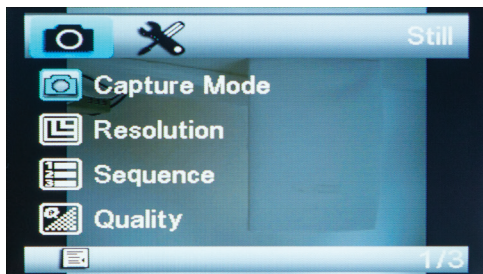 Still
Capture Mode
Resolution
Sequence
Quality
1/3